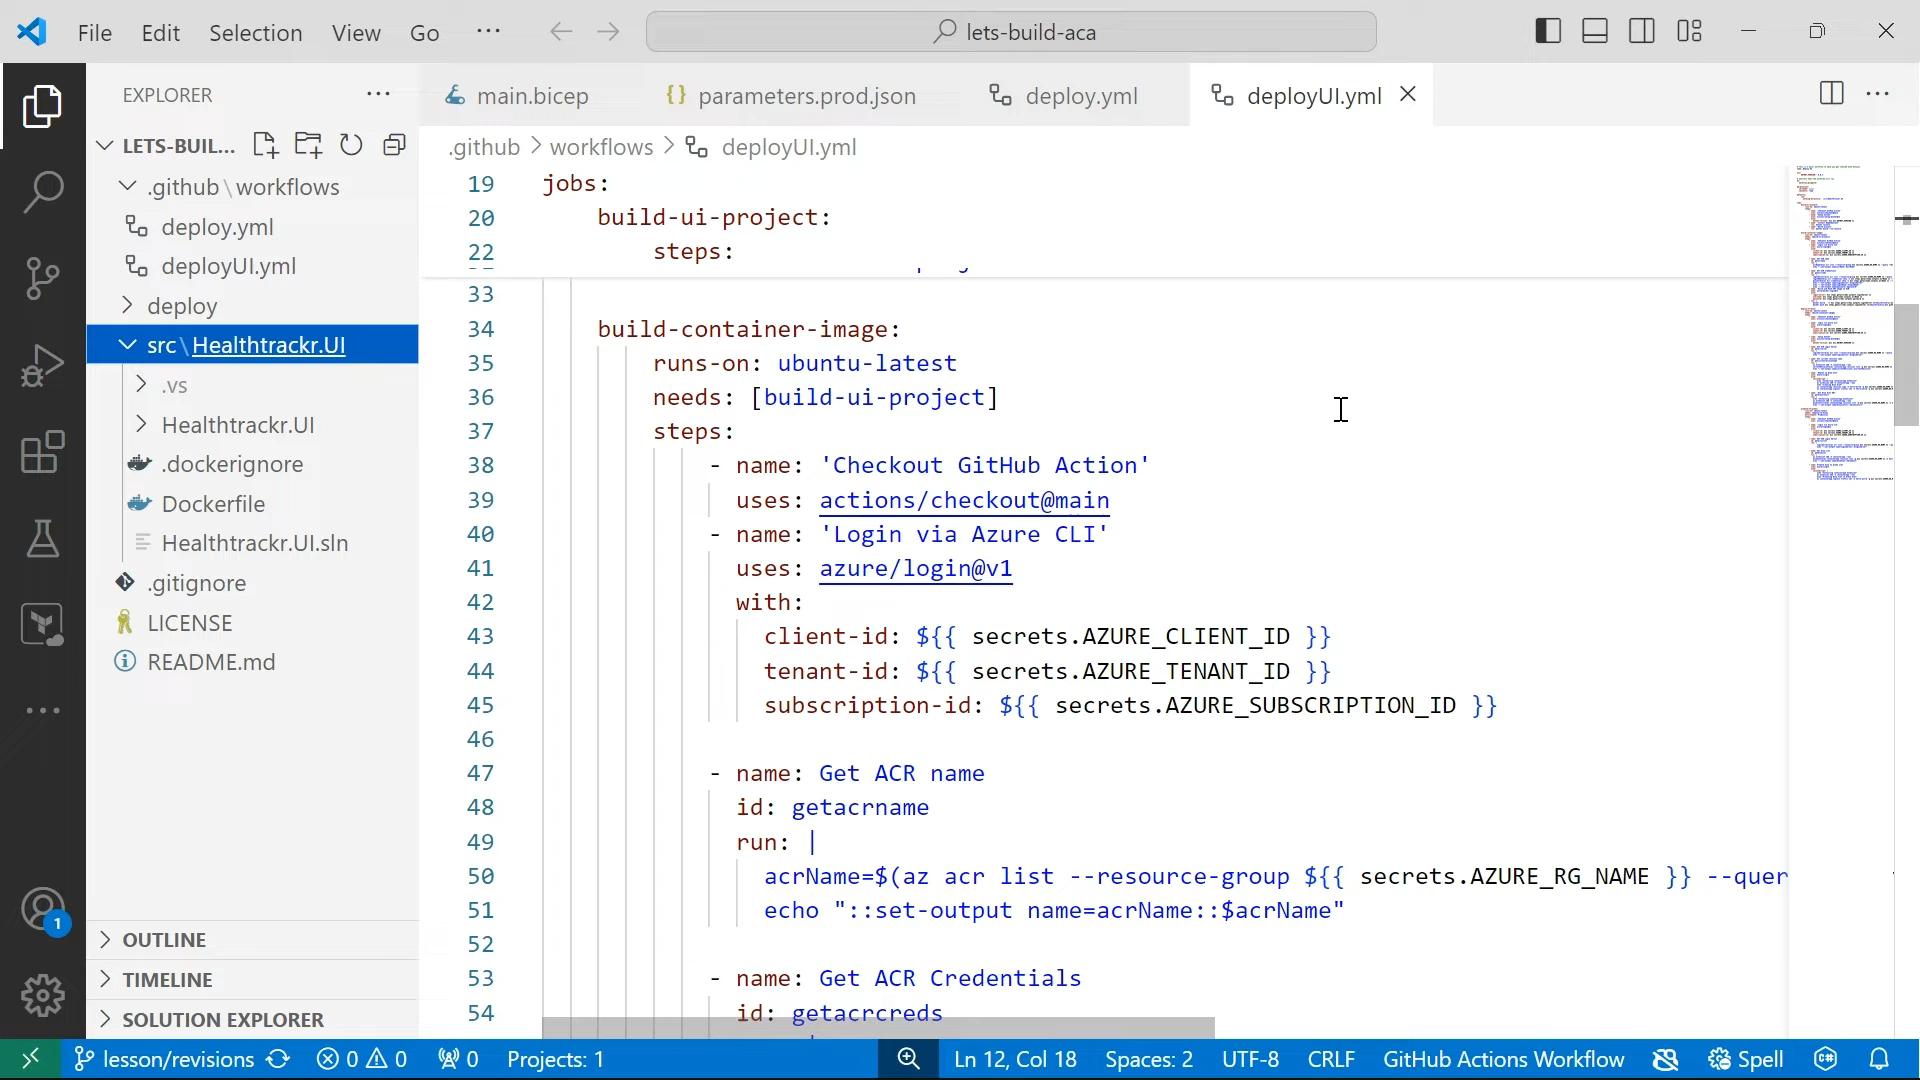 File Edit Selection View Go ··· lets-build-aca
EXPLORER ···
LETS-BUIL...
.github\workflows
deploy.yml
deployUI.yml
deploy
src\Healthtrackr.UI
.vs
Healthtrackr.UI
.dockerignore
Dockerfile
Healthtrackr.UI.sln
.gitignore
LICENSE
README.md
OUTLINE
TIMELINE
SOLUTION EXPLORER
1
main.bicep {} parameters.prod.json deploy.yml deployUI.yml
.github > workflows > deployUI.yml
19 jobs:
20 build-ui-project:
22 steps:
33
34 build-container-image:
35 runs-on: ubuntu-latest
36 needs: [build-ui-project]
37 steps:
38 - name: 'Checkout GitHub Action'
39 uses: actions/checkout@main
40 - name: 'Login via Azure CLI'
41 uses: azure/login@v1
42 with:
43 client-id: ${{ secrets.AZURE_CLIENT_ID }}
44 tenant-id: ${{ secrets.AZURE_TENANT_ID }}
45 subscription-id: ${{ secrets.AZURE_SUBSCRIPTION_ID }}
46
47 - name: Get ACR name
48 id: getacrname
49 run: |
50 acrName=$(az acr list --resource-group ${{ secrets.AZURE_RG_NAME }} --quer
51 echo "::set-output name=acrName::$acrName"
52
53 - name: Get ACR Credentials
54 id: getacrcreds
lesson/revisions 0 0 0 Projects: 1 Ln 12, Col 18 Spaces: 2 UTF-8 CRLF GitHub Actions Workflow Spell